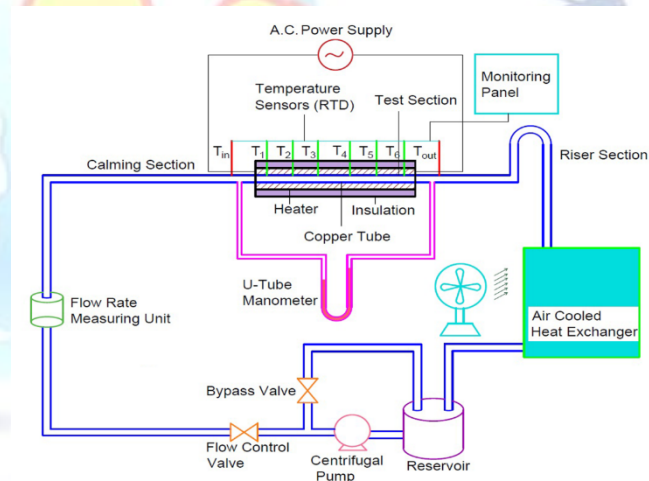 A.C. Power Supply
Monitoring
Panel
Temperature
Sensors (RTD)
Test Section
Tin
T1
T2
T3
T4
T5
T6
Tout
Calming Section
Riser Section
Heater
Insulation
Copper Tube
U-Tube
Manometer
Flow Rate
Measuring Unit
Air Cooled
Heat Exchanger
Bypass Valve
Flow Control
Valve
Centrifugal
Pump
Reservoir